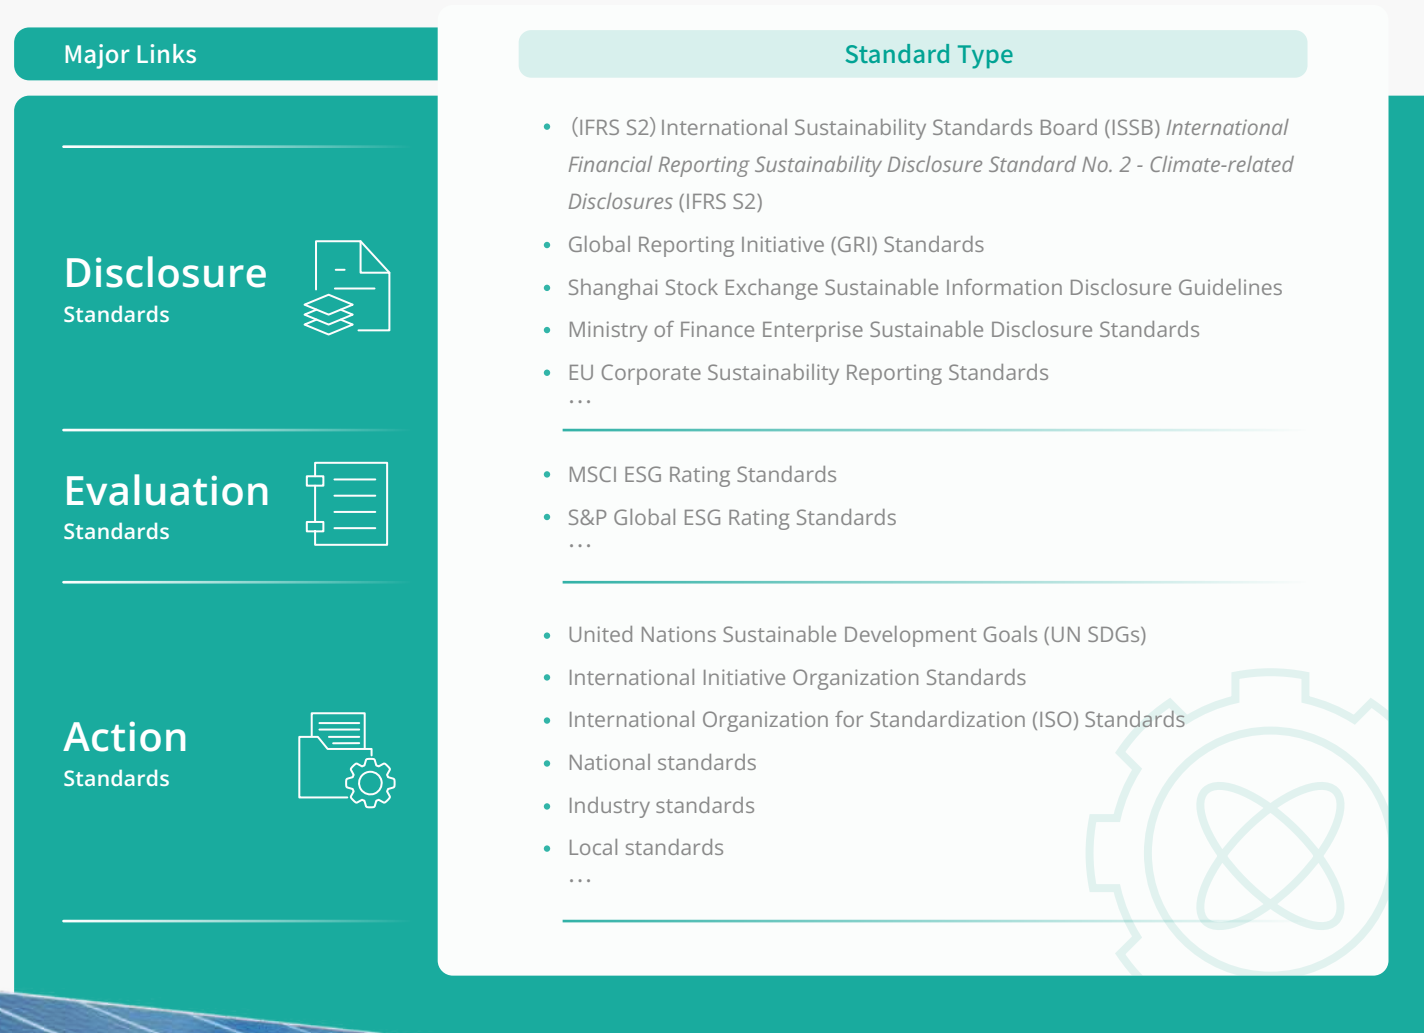 Major Links
Standard Type
Disclosure
Standards
• （IFRS S2）International Sustainability Standards Board (ISSB) International
Financial Reporting Sustainability Disclosure Standard No. 2 - Climate-related
Disclosures (IFRS S2)
• Global Reporting Initiative (GRI) Standards
• Shanghai Stock Exchange Sustainable Information Disclosure Guidelines
• Ministry of Finance Enterprise Sustainable Disclosure Standards
• EU Corporate Sustainability Reporting Standards
…
Evaluation
Standards
• MSCI ESG Rating Standards
• S&P Global ESG Rating Standards
…
Action
Standards
• United Nations Sustainable Development Goals (UN SDGs)
• International Initiative Organization Standards
• International Organization for Standardization (ISO) Standards
• National standards
• Industry standards
• Local standards
…